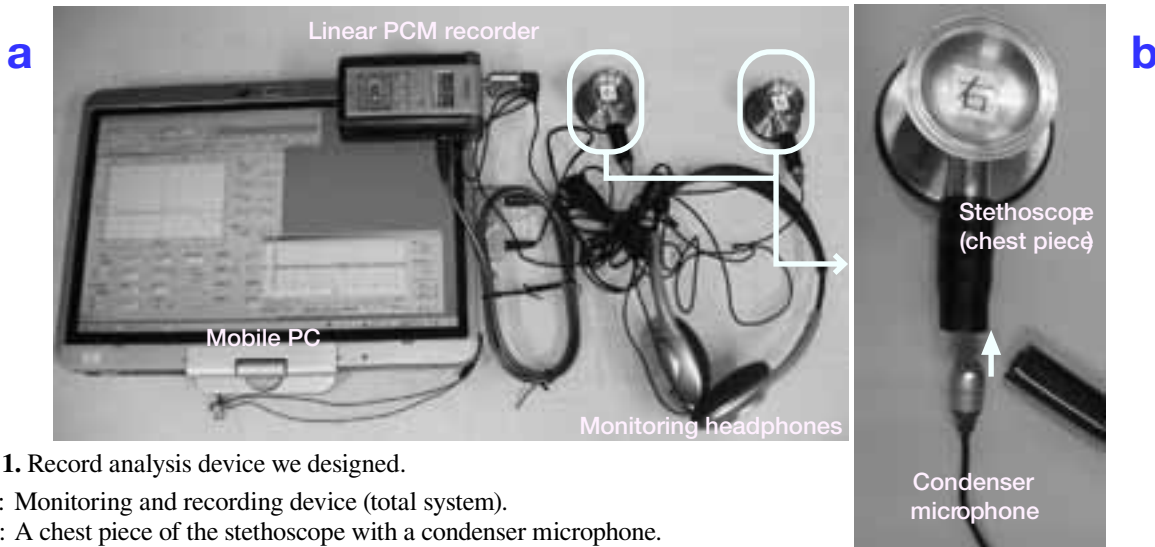 a
Linear PCM recorder
Mobile PC
Monitoring headphones
b
右
Stethoscope
(chest piece)
Condenser
microphone
1. Record analysis device we designed.
: Monitoring and recording device (total system).
: A chest piece of the stethoscope with a condenser microphone.